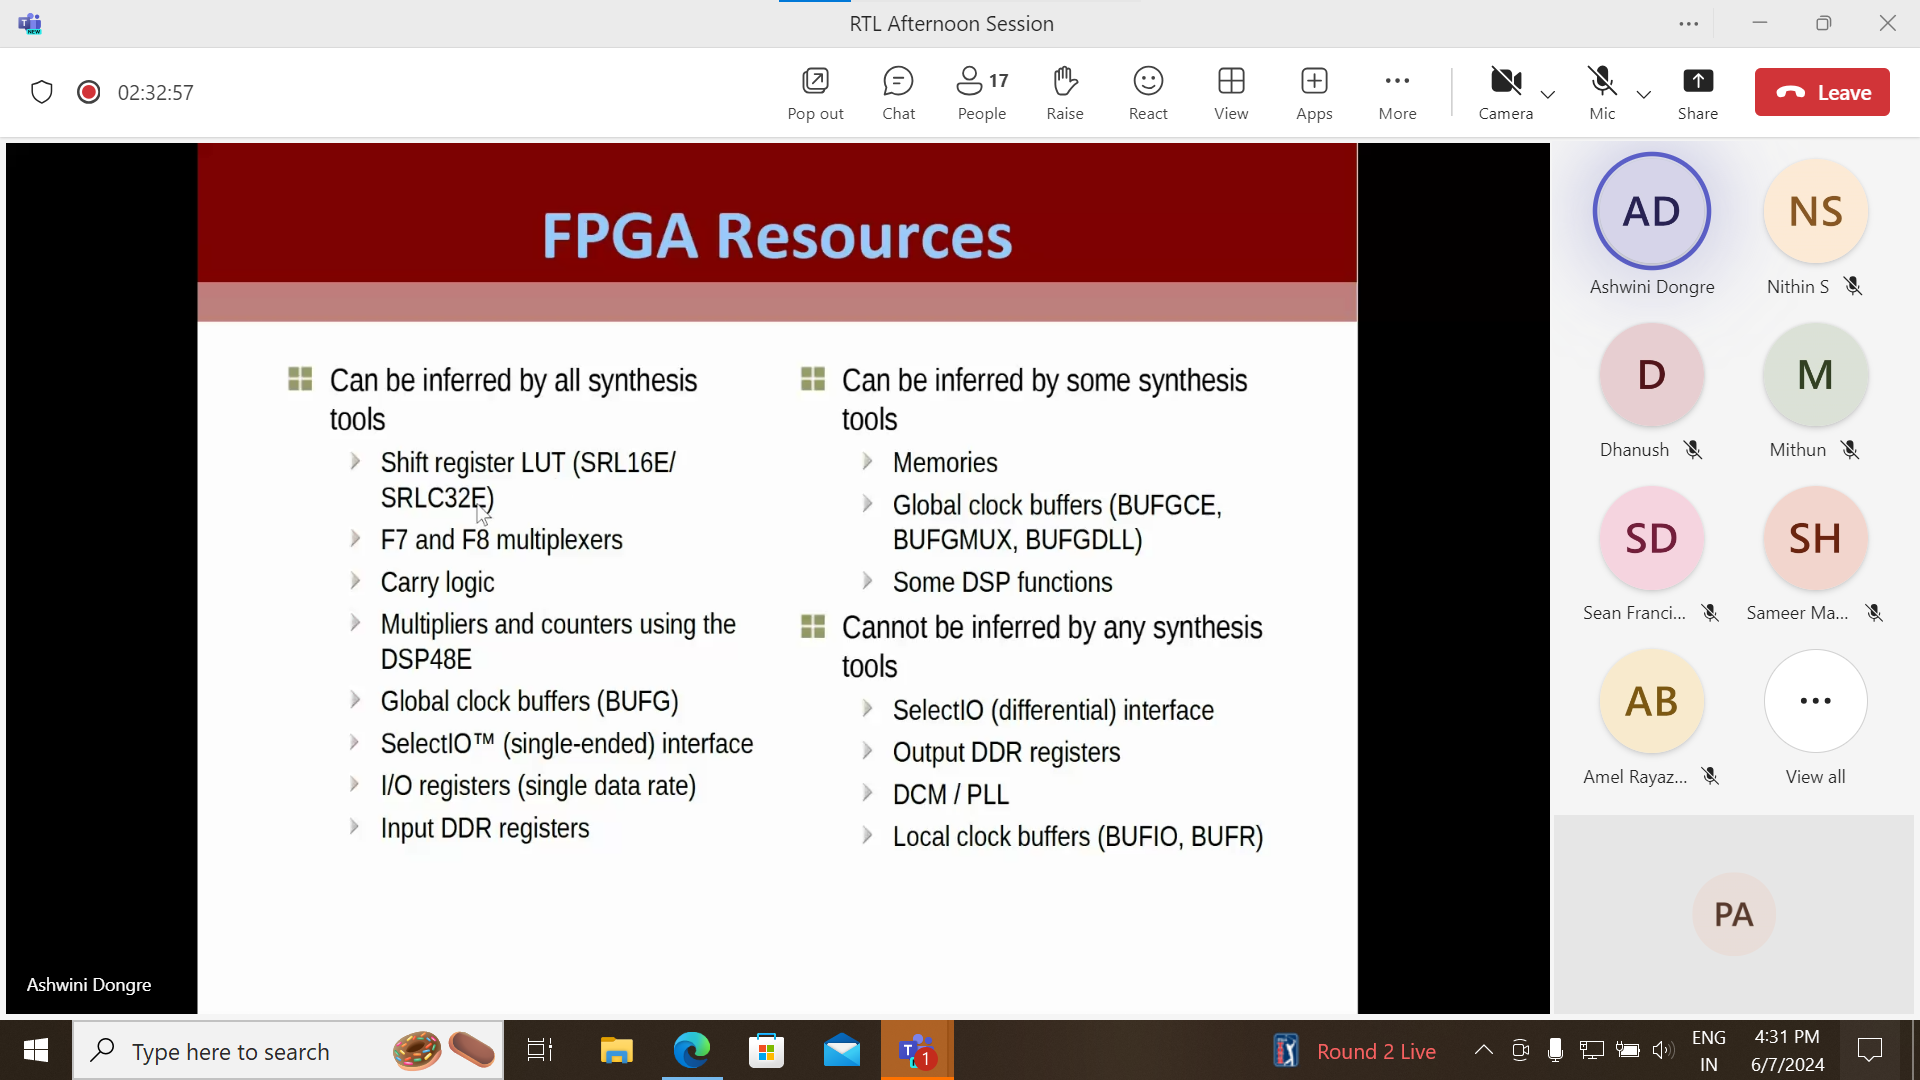 RTL Afternoon Session
02:32:57
Pop out
Chat
17
People
Raise
React
View
Apps
More
Camera
Mic
Share
Leave
FPGA Resources
Can be inferred by all synthesis
tools
Shift register LUT (SRL16E/
SRLC32E)
F7 and F8 multiplexers
Carry logic
Multipliers and counters using the
DSP48E
Global clock buffers (BUFG)
SelectIO™ (single-ended) interface
I/O registers (single data rate)
Input DDR registers
Can be inferred by some synthesis
tools
Memories
Global clock buffers (BUFGCE,
BUFGMUX, BUFGDLL)
Some DSP functions
Cannot be inferred by any synthesis
tools
SelectIO (differential) interface
Output DDR registers
DCM / PLL
Local clock buffers (BUFIO, BUFR)
Ashwini Dongre
AD
Ashwini Dongre
NS
Nithin S
D
Dhanush
M
Mithun
SD
Sean Franci...
SH
Sameer Ma...
AB
Amel Rayaz...
View all
PA
Type here to search
1
Round 2 Live
ENG
IN
4:31 PM
6/7/2024